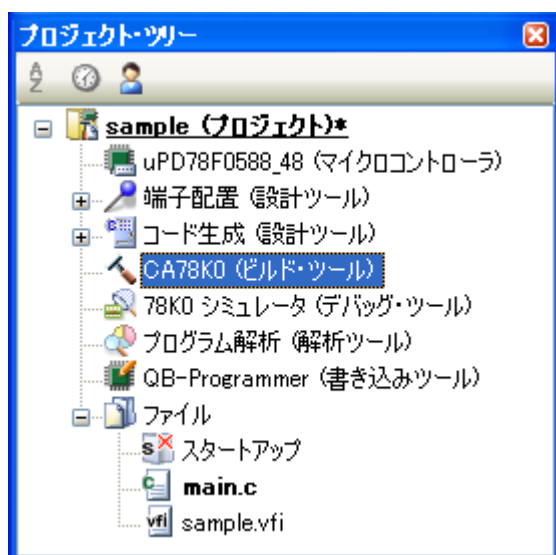 プロジェクト・ツリー
sample (プロジェクト)*
uPD78F0588_48 (マイクロコントローラ)
端子配置 (設計ツール)
コード生成 (設計ツール)
CA78K0 (ビルド・ツール)
78K0 シミュレータ (デバッグ・ツール)
プログラム解析 (解析ツール)
QB-Programmer (書き込みツール)
ファイル
スタートアップ
main.c
sample.vfi